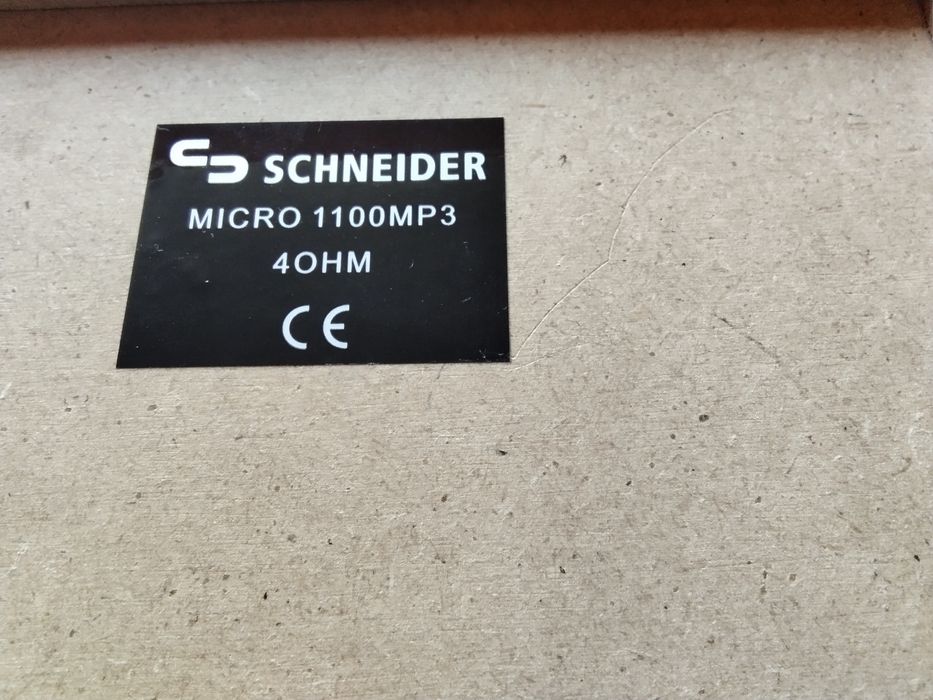 SCHNEIDER
MICRO 1100MP3
4OHM
CE